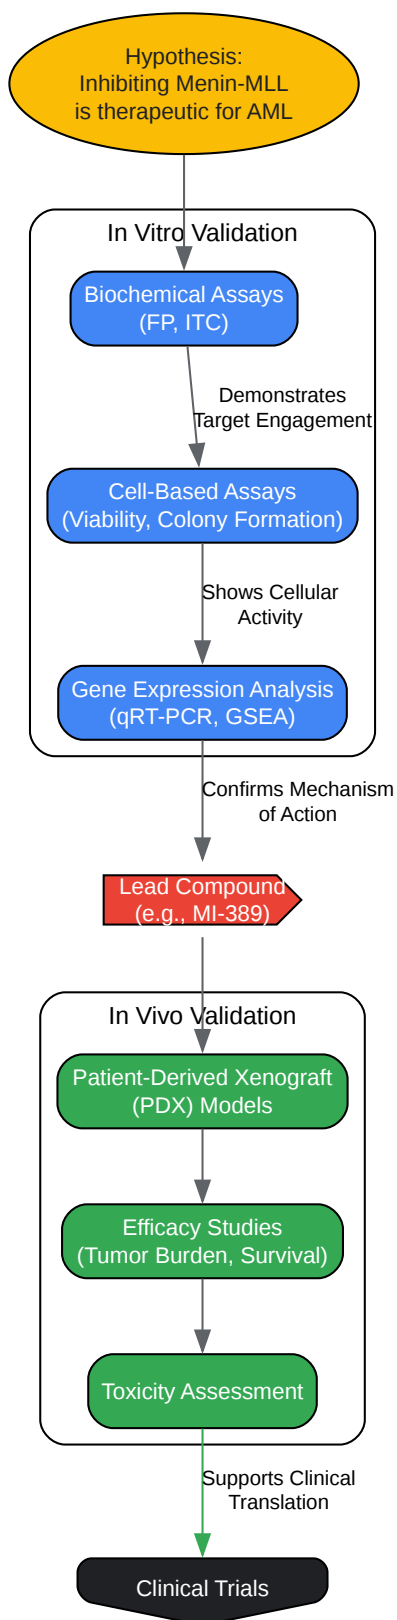 Hypothesis:
Inhibiting Menin-MLL
is therapeutic for AML
In Vitro Validation
Biochemical Assays
(FP, ITC)
Demonstrates
Target Engagement
Cell-Based Assays
(Viability, Colony Formation)
Shows Cellular
Activity
Gene Expression Analysis
(qRT-PCR, GSEA)
Confirms Mechanism
of Action
Lead Compound
(e.g., MI-389)
In Vivo Validation
Patient-Derived Xenograft
(PDX) Models
Efficacy Studies
(Tumor Burden, Survival)
Toxicity Assessment
Supports Clinical
Translation
Clinical Trials